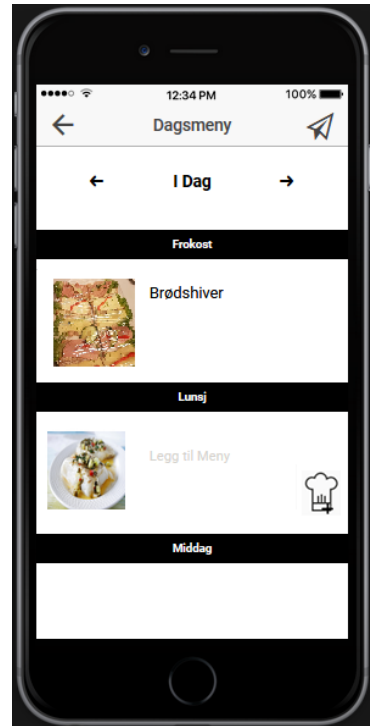 12:34 PM
100%
Dagsmeny
I Dag
Frokost
Brødshiver
Lunsj
Legg til Meny
Middag